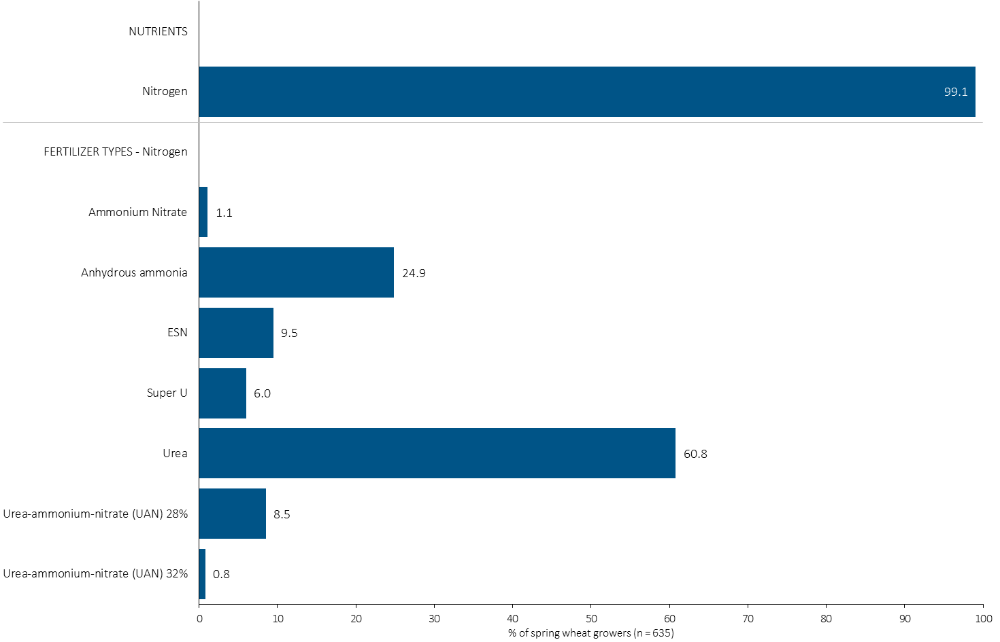 NUTRIENTS
Nitrogen 99.1
FERTILIZER TYPES - Nitrogen
Ammonium Nitrate 1.1
Anhydrous ammonia 24.9
ESN 9.5
Super U 6.0
Urea 60.8
Urea-ammonium-nitrate (UAN) 28% 8.5
Urea-ammonium-nitrate (UAN) 32% 0.8
0 10 20 30 40 50 60 70 80 90 100
% of spring wheat growers (n = 635)